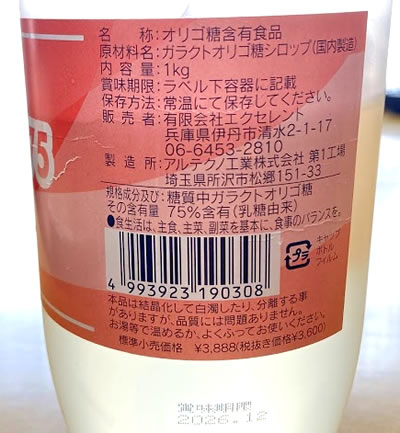 名　　称：オリゴ糖含有食品
原材料名：ガラクトオリゴ糖シロップ(国内製造)
内 容 量：1kg
賞味期限：ラベル下容器に記載
保存方法：常温にて保存してください。
販 売 者：有限会社エクセレント
兵庫県伊丹市清水2-1-17
06-6453-2810
製 造 所：アルテクノ工業株式会社 第1工場
埼玉県所沢市松郷151-33
規格成分及び：糖質中ガラクトオリゴ糖
その含有量　75%含有(乳糖由来)
●食生活は、主食、主菜、副菜を基本に、食事のバランスを。
75
プラ
キャップ
ボトル
フィルム
4 993923 190308
本品は結晶化して白濁したり、分離する事
がありますが、品質には問題ありません。
お湯等で温めるか、よくふってお使いください。
標準小売価格　¥3,888(税抜き価格 ¥3,600)
賞味期限
2026.12